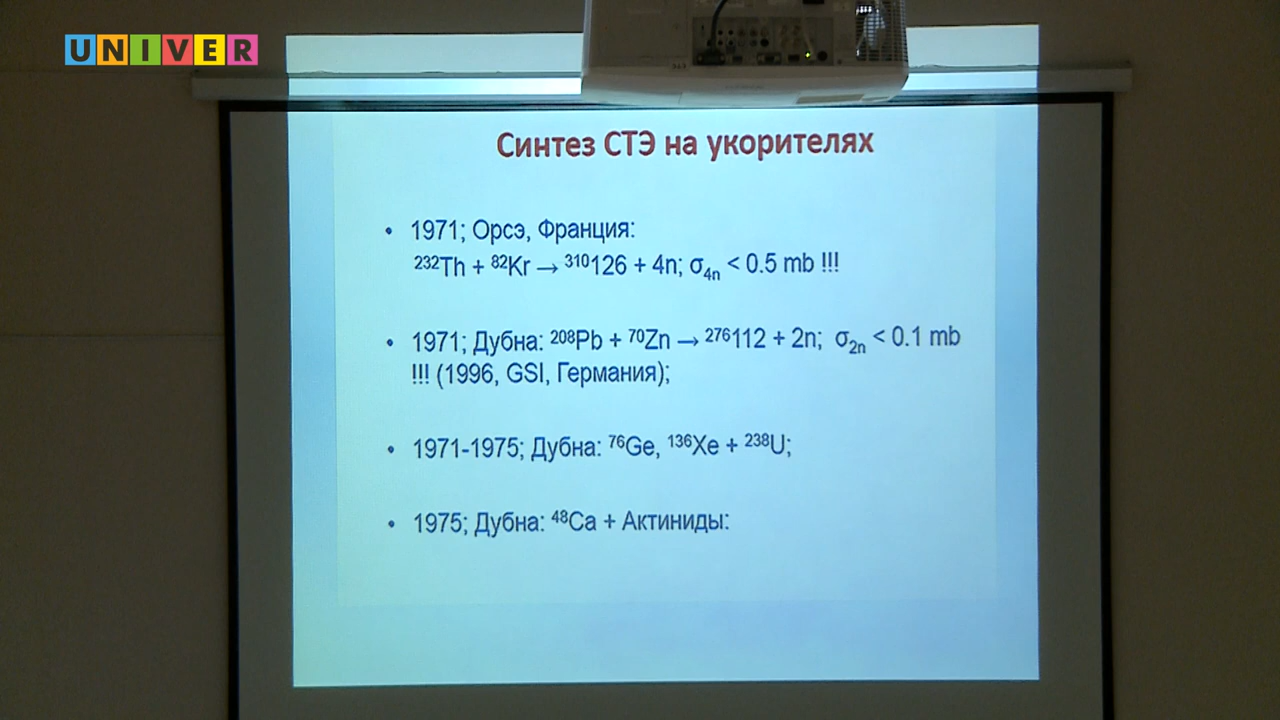 UNIVER
Синтез СТЭ на укорителях
• 1971; Орсэ, Франция:
²³²Th + ⁸²Kr → ³¹⁰126 + 4n; σ₄ₙ < 0.5 mb !!!
• 1971; Дубна: ²⁰⁸Pb + ⁷⁰Zn → ²⁷⁶112 + 2n; σ₂ₙ < 0.1 mb
!!! (1996, GSI, Германия);
• 1971-1975; Дубна: ⁷⁶Ge, ¹³⁶Xe + ²³⁸U;
• 1975; Дубна: ⁴⁸Ca + Актиниды: